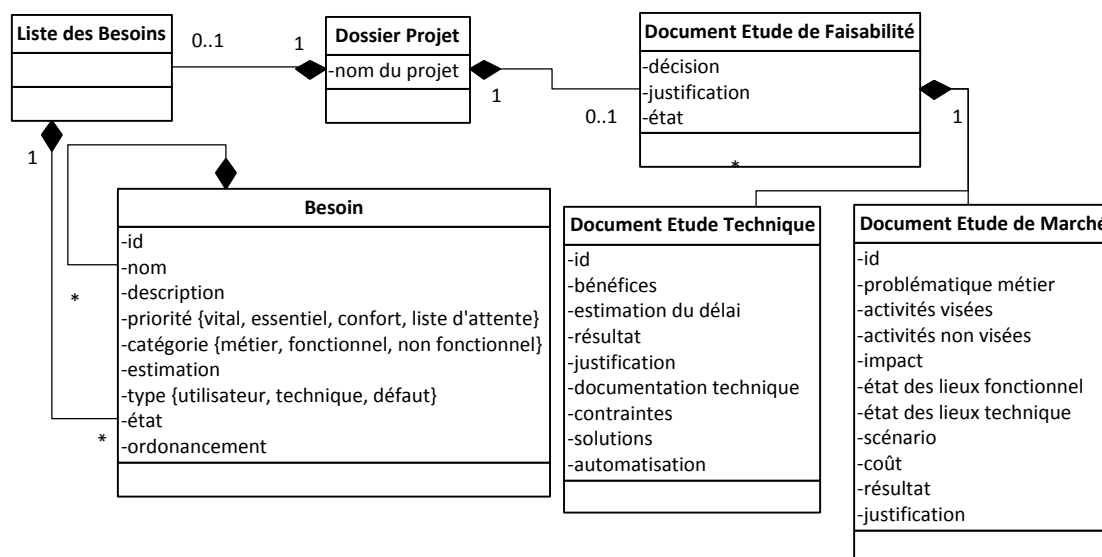 Liste des Besoins
0..1
1
Dossier Projet
-nom du projet
1
0..1
Document Etude de Faisabilité
-décision
-justification
-état
1
*
1
*
*
Besoin
-id
-nom
-description
-priorité {vital, essentiel, confort, liste d'attente}
-catégorie {métier, fonctionnel, non fonctionnel}
-estimation
-type {utilisateur, technique, défaut}
-état
-ordonancement
Document Etude Technique
-id
-bénéfices
-estimation du délai
-résultat
-justification
-documentation technique
-contraintes
-solutions
-automatisation
Document Etude de Marché
-id
-problématique métier
-activités visées
-activités non visées
-impact
-état des lieux fonctionnel
-état des lieux technique
-scénario
-coût
-résultat
-justification